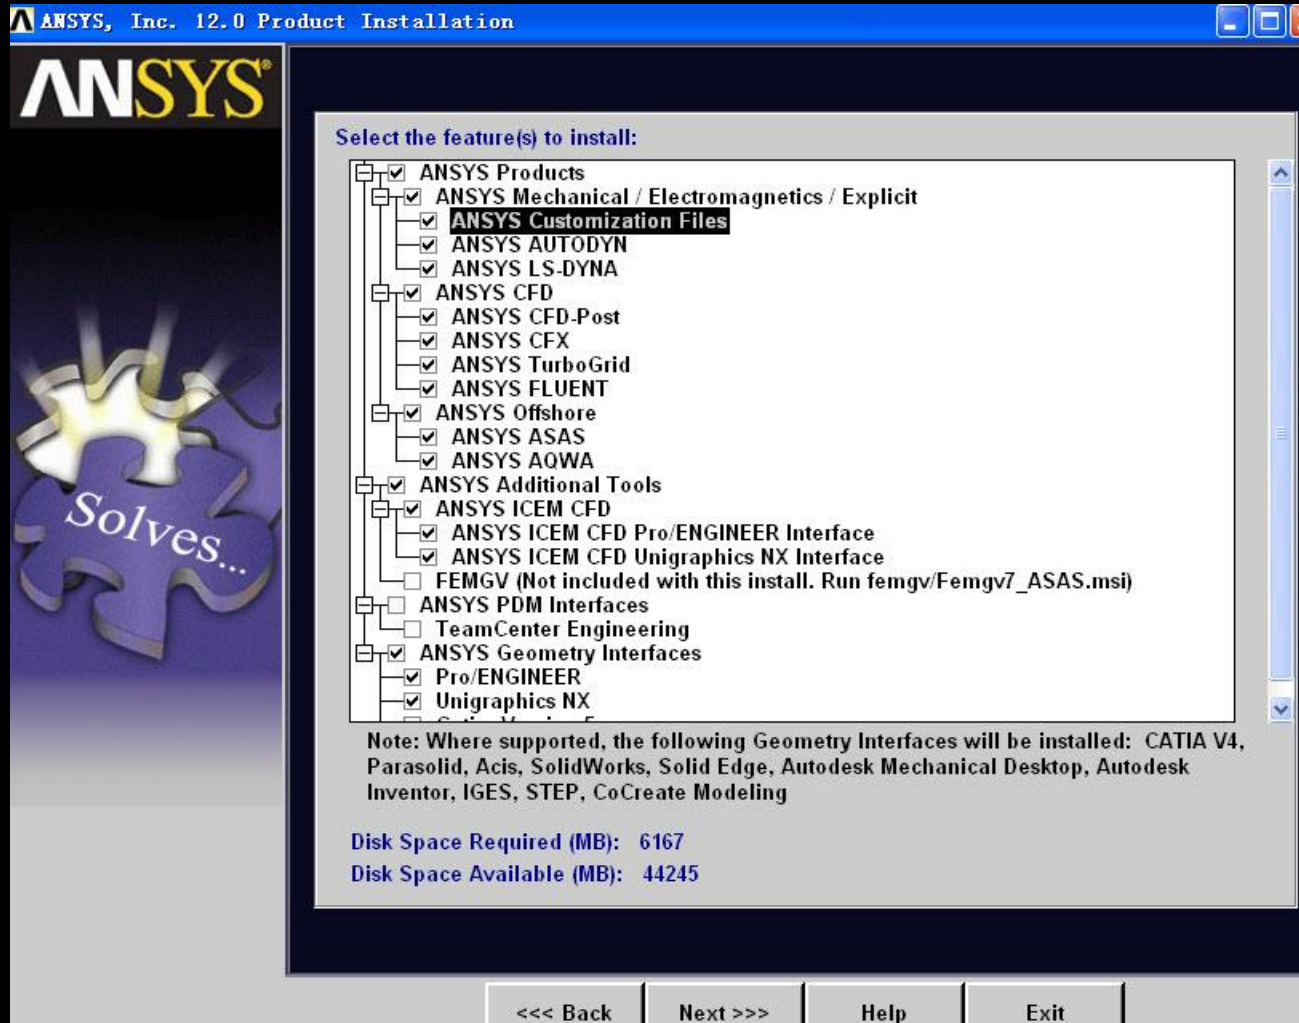 ANSYS, Inc. 12.0 Product Installation
ANSYS®
Select the feature(s) to install:
ANSYS Products
ANSYS Mechanical / Electromagnetics / Explicit
ANSYS Customization Files
ANSYS AUTODYN
ANSYS LS-DYNA
ANSYS CFD
ANSYS CFD-Post
ANSYS CFX
ANSYS TurboGrid
ANSYS FLUENT
ANSYS Offshore
ANSYS ASAS
ANSYS AQWA
ANSYS Additional Tools
ANSYS ICEM CFD
ANSYS ICEM CFD Pro/ENGINEER Interface
ANSYS ICEM CFD Unigraphics NX Interface
FEMGV (Not included with this install. Run femgv/Femgv7_ASAS.msi)
ANSYS PDM Interfaces
TeamCenter Engineering
ANSYS Geometry Interfaces
Pro/ENGINEER
Unigraphics NX
Solves...
Note: Where supported, the following Geometry Interfaces will be installed: CATIA V4,
Parasolid, Acis, SolidWorks, Solid Edge, Autodesk Mechanical Desktop, Autodesk
Inventor, IGES, STEP, CoCreate Modeling
Disk Space Required (MB): 6167
Disk Space Available (MB): 44245
<<< Back
Next >>>
Help
Exit